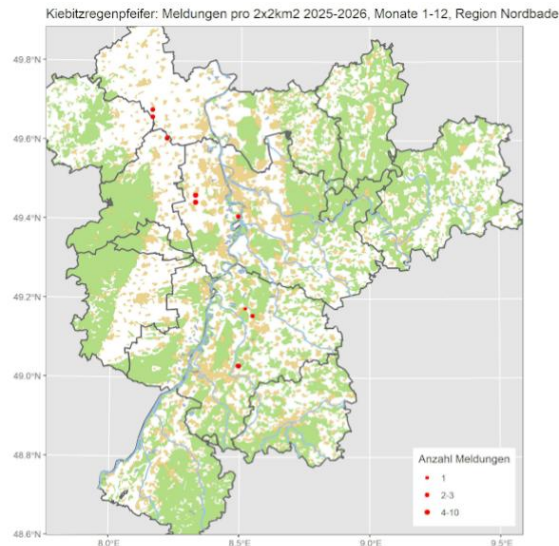 Kiebitzregenpfeifer: Meldungen pro 2x2km2 2025-2026, Monate 1-12, Region Nordbade
49.8°N
49.6°N
49.4°N
49.2°N
49.0°N
48.8°N
48.6°N
Anzahl Meldungen
1
2-3
4-10
8.0°E
8.5°E
9.0°E
9.5°E